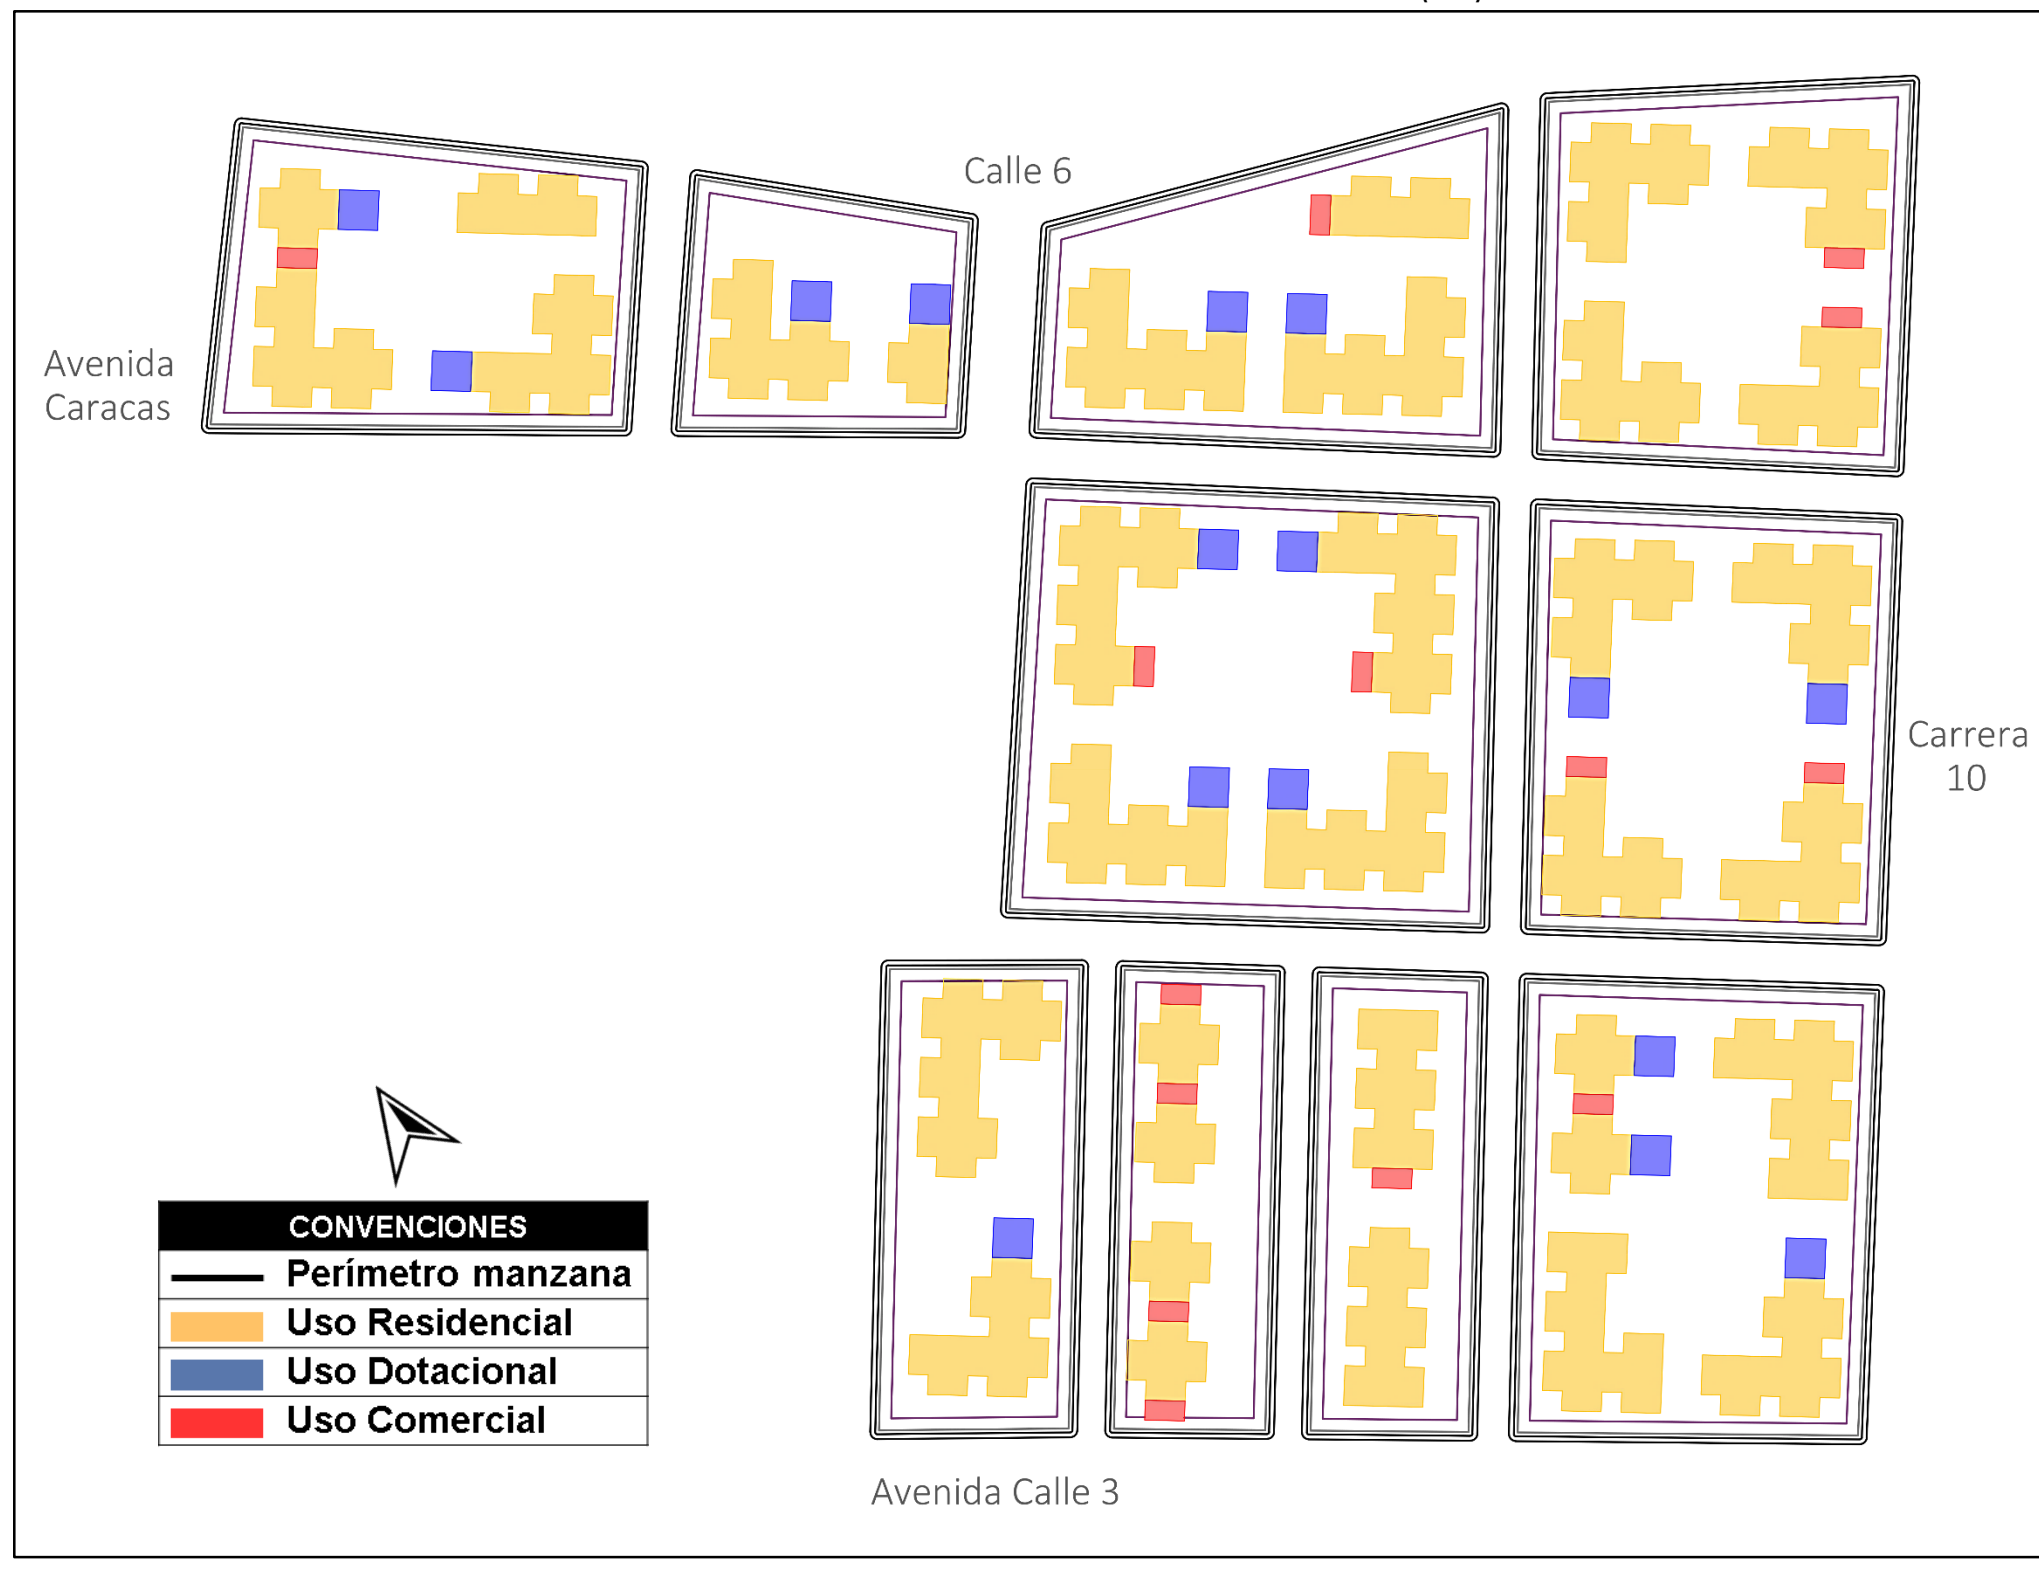 Calle 6
Avenida
Caracas
Carrera
10
CONVENCIONES
Perímetro manzana
Uso Residencial
Uso Dotacional
Uso Comercial
Avenida Calle 3